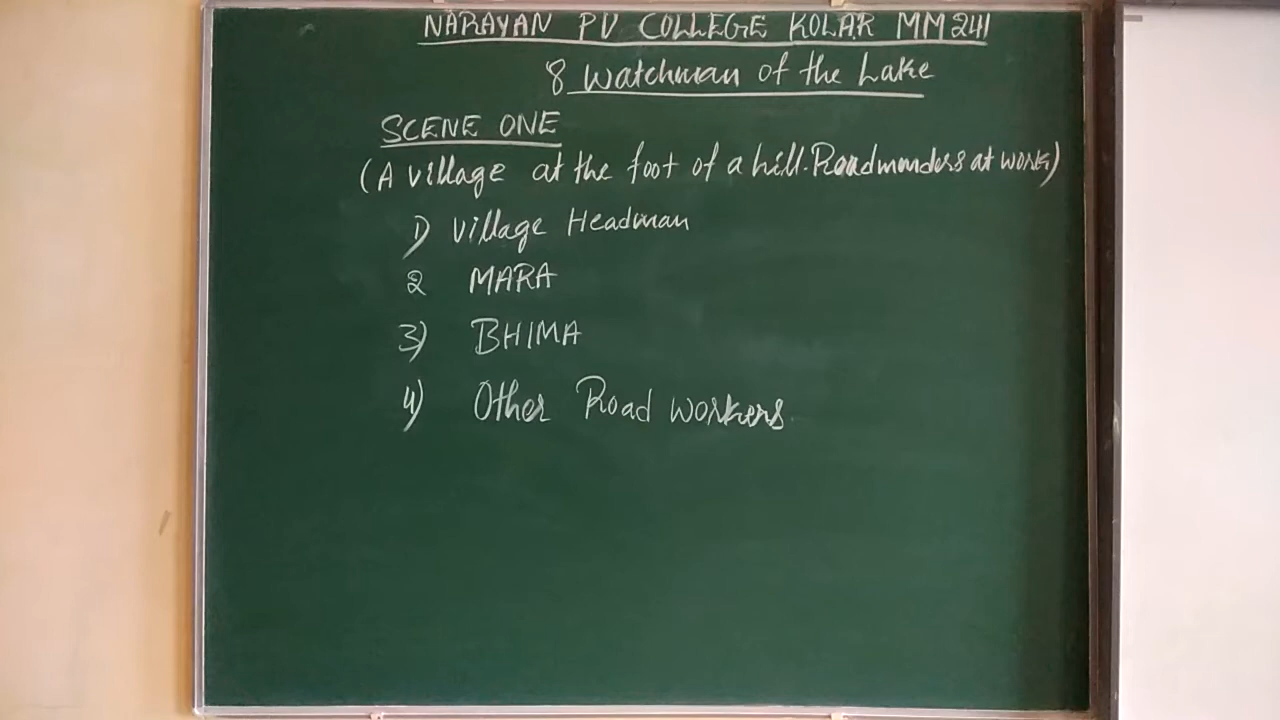 NARAYAN PU COLLEGE KOLAR MM241
8 Watchman of the Lake
SCENE ONE
(A village at the foot of a hill. Roadmenders at work)
1) Village Headman
2 MARA
3) BHIMA
4) Other Road workers.